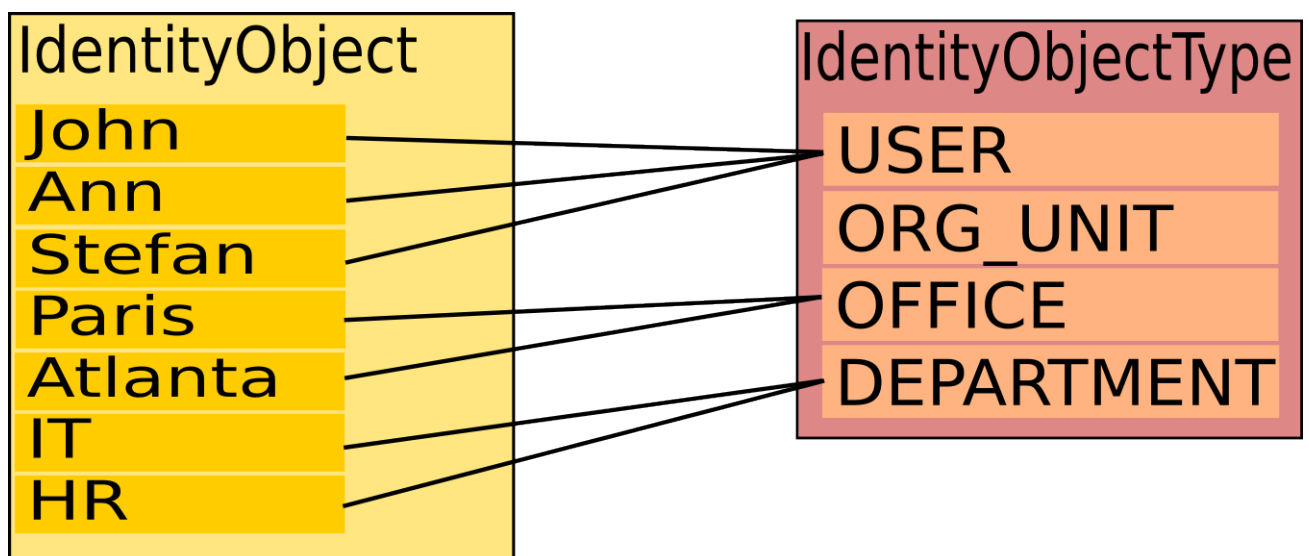 IdentityObject
John
Ann
Stefan
Paris
Atlanta
IT
HR
IdentityObjectType
USER
ORG_UNIT
OFFICE
DEPARTMENT